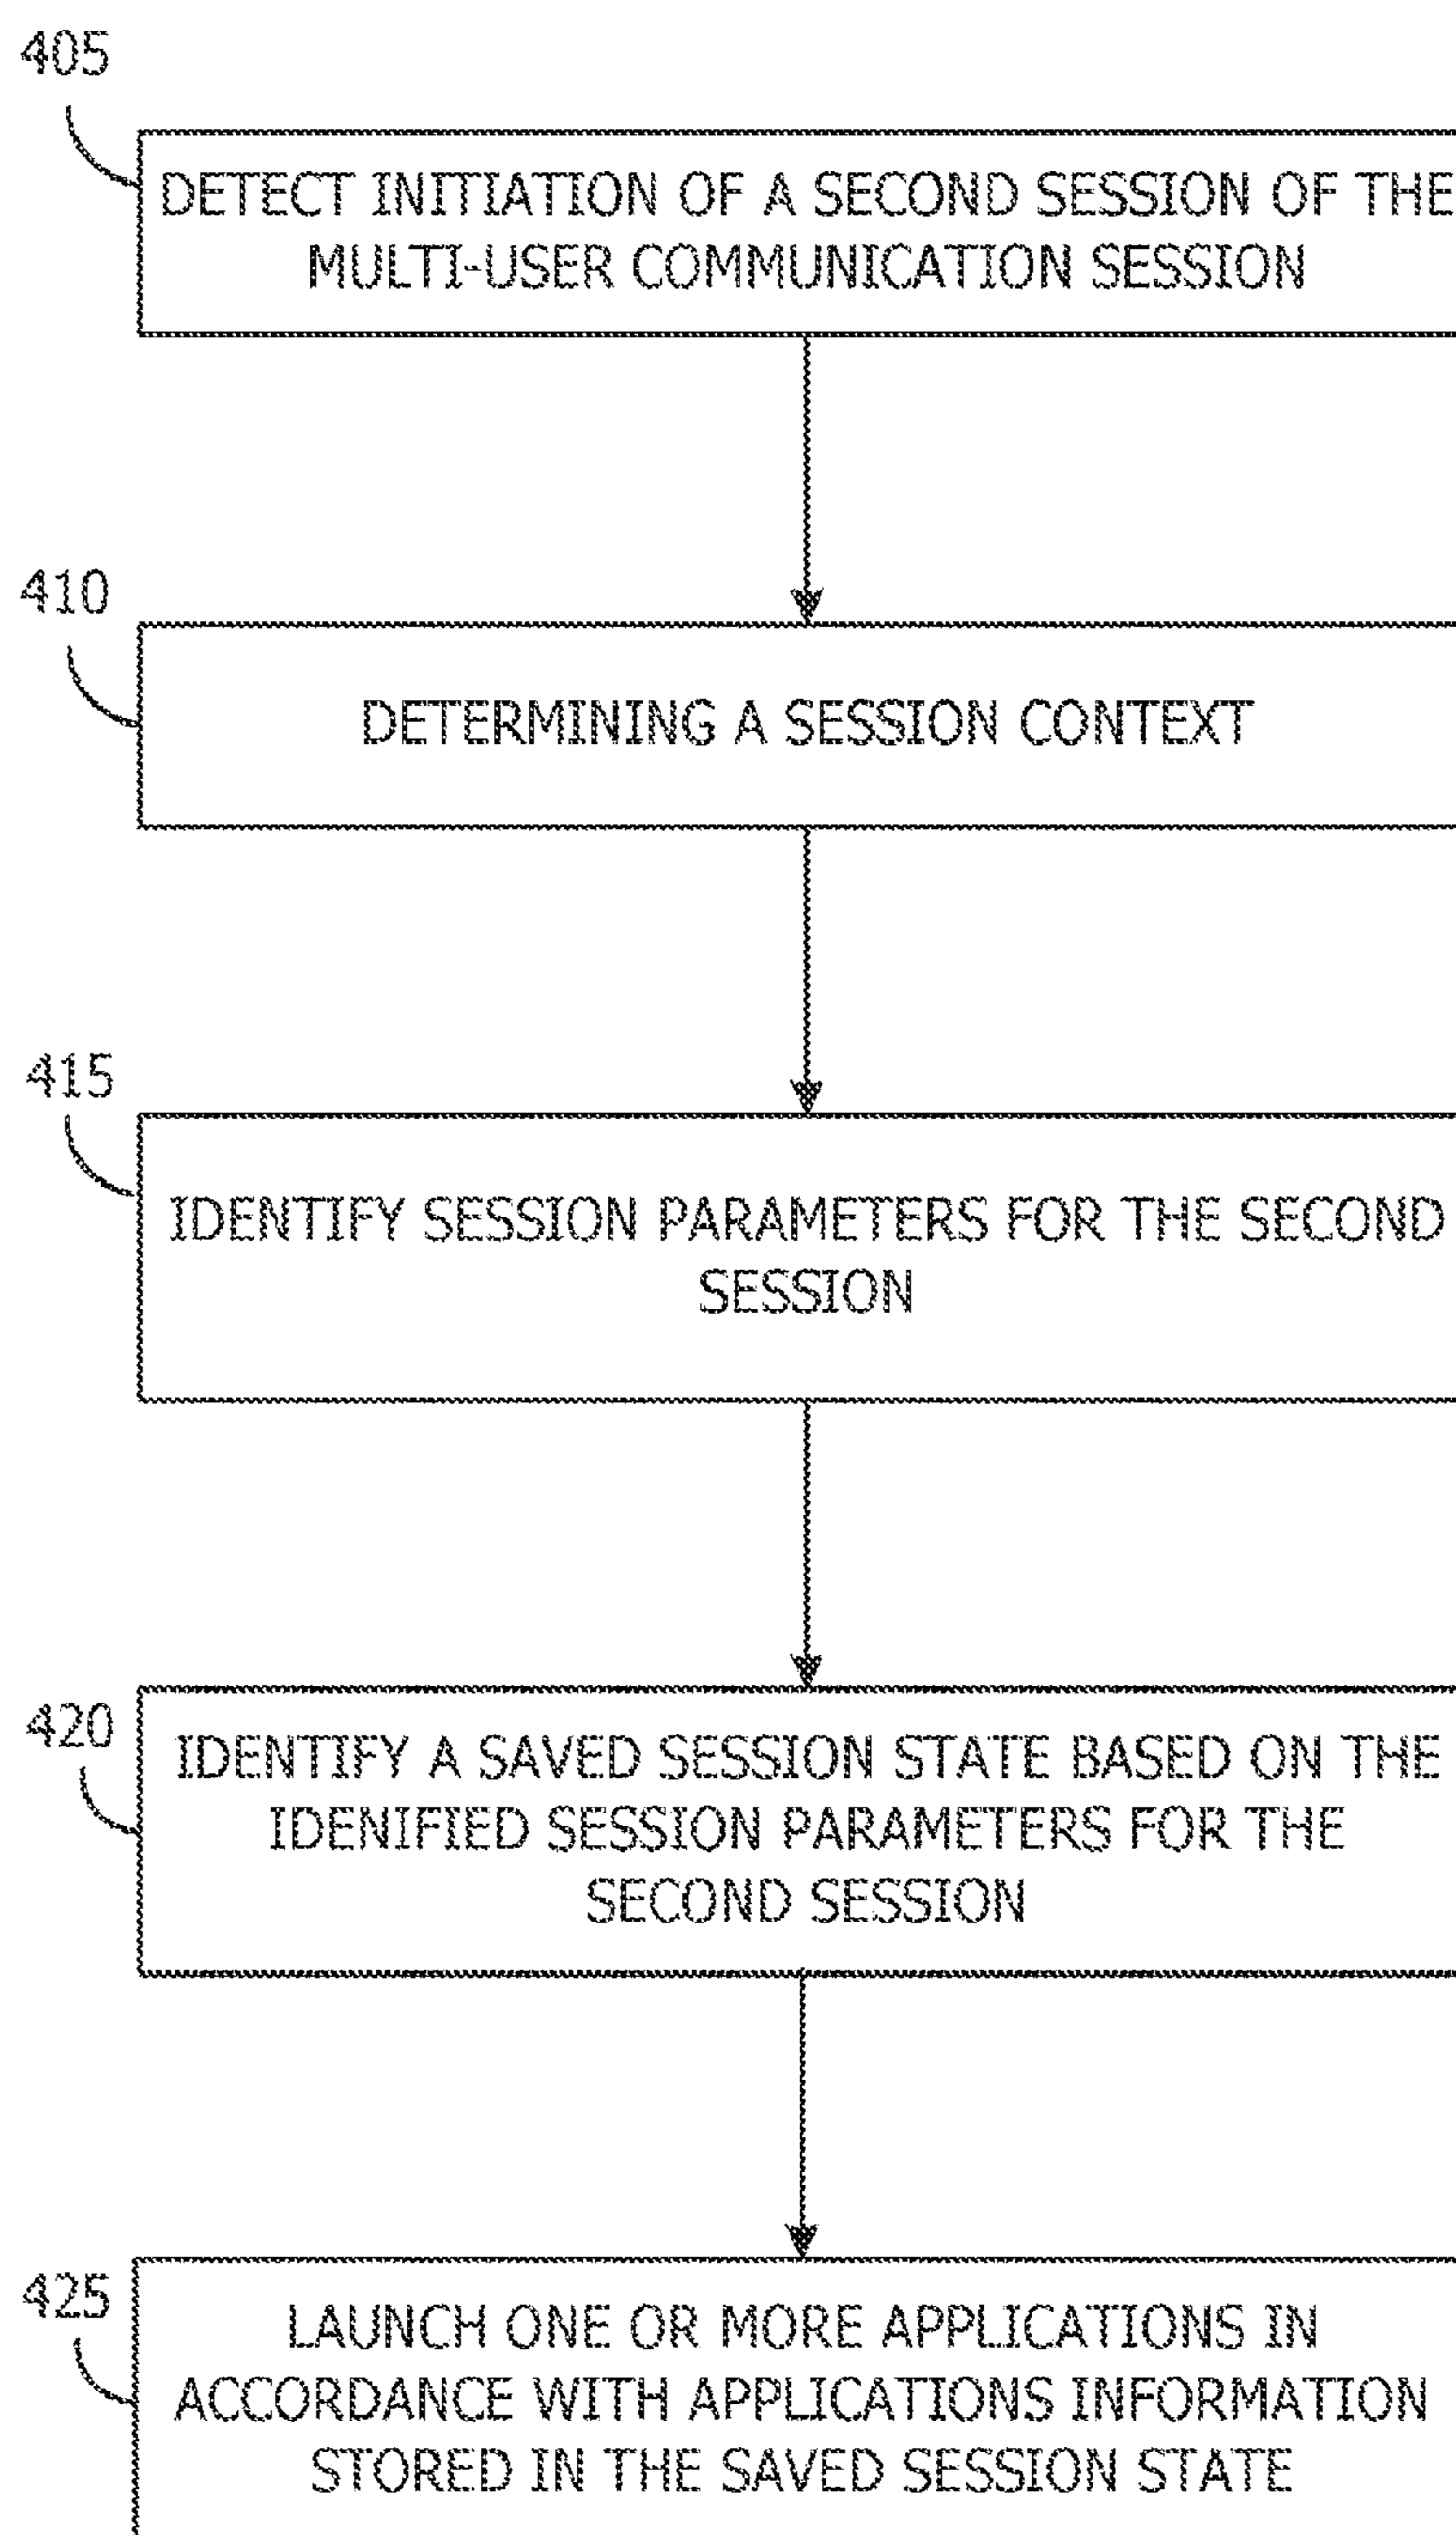 405
DETECT INITIATION OF A SECOND SESSION OF THE
MULTI-USER COMMUNICATION SESSION
410
DETERMINING A SESSION CONTEXT
415
IDENTIFY SESSION PARAMETERS FOR THE SECOND
SESSION
420
IDENTIFY A SAVED SESSION STATE BASED ON THE
IDENIFIED SESSION PARAMETERS FOR THE
SECOND SESSION
425
LAUNCH ONE OR MORE APPLICATIONS IN
ACCORDANCE WITH APPLICATIONS INFORMATION
STORED IN THE SAVED SESSION STATE